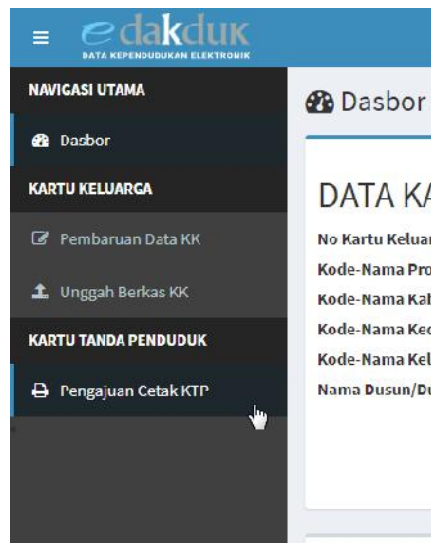 edakduk
DATA KEPENDUDUKAN ELEKTRONIK
NAVIGASI UTAMA
Dasbor
KARTU KELUARGA
Pembaruan Data KK
Unggah Berkas KK
KARTU TANDA PENDUDUK
Pengajuan Cetak KTP
Dasbor
DATA KA
No Kartu Keluar
Kode-Nama Pro
Kode-Nama Kab
Kode-Nama Kec
Kode-Nama Kel
Nama Dusun/Du